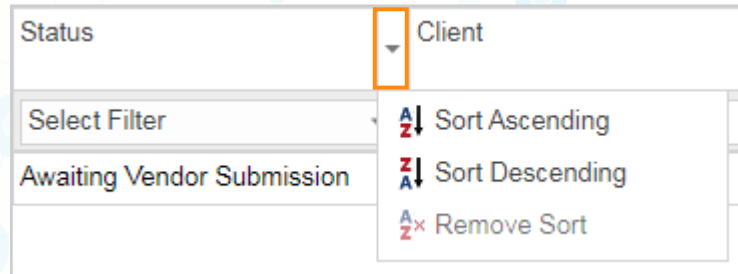 Status
Client
Select Filter
Sort Ascending
Awaiting Vendor Submission
Sort Descending
Remove Sort